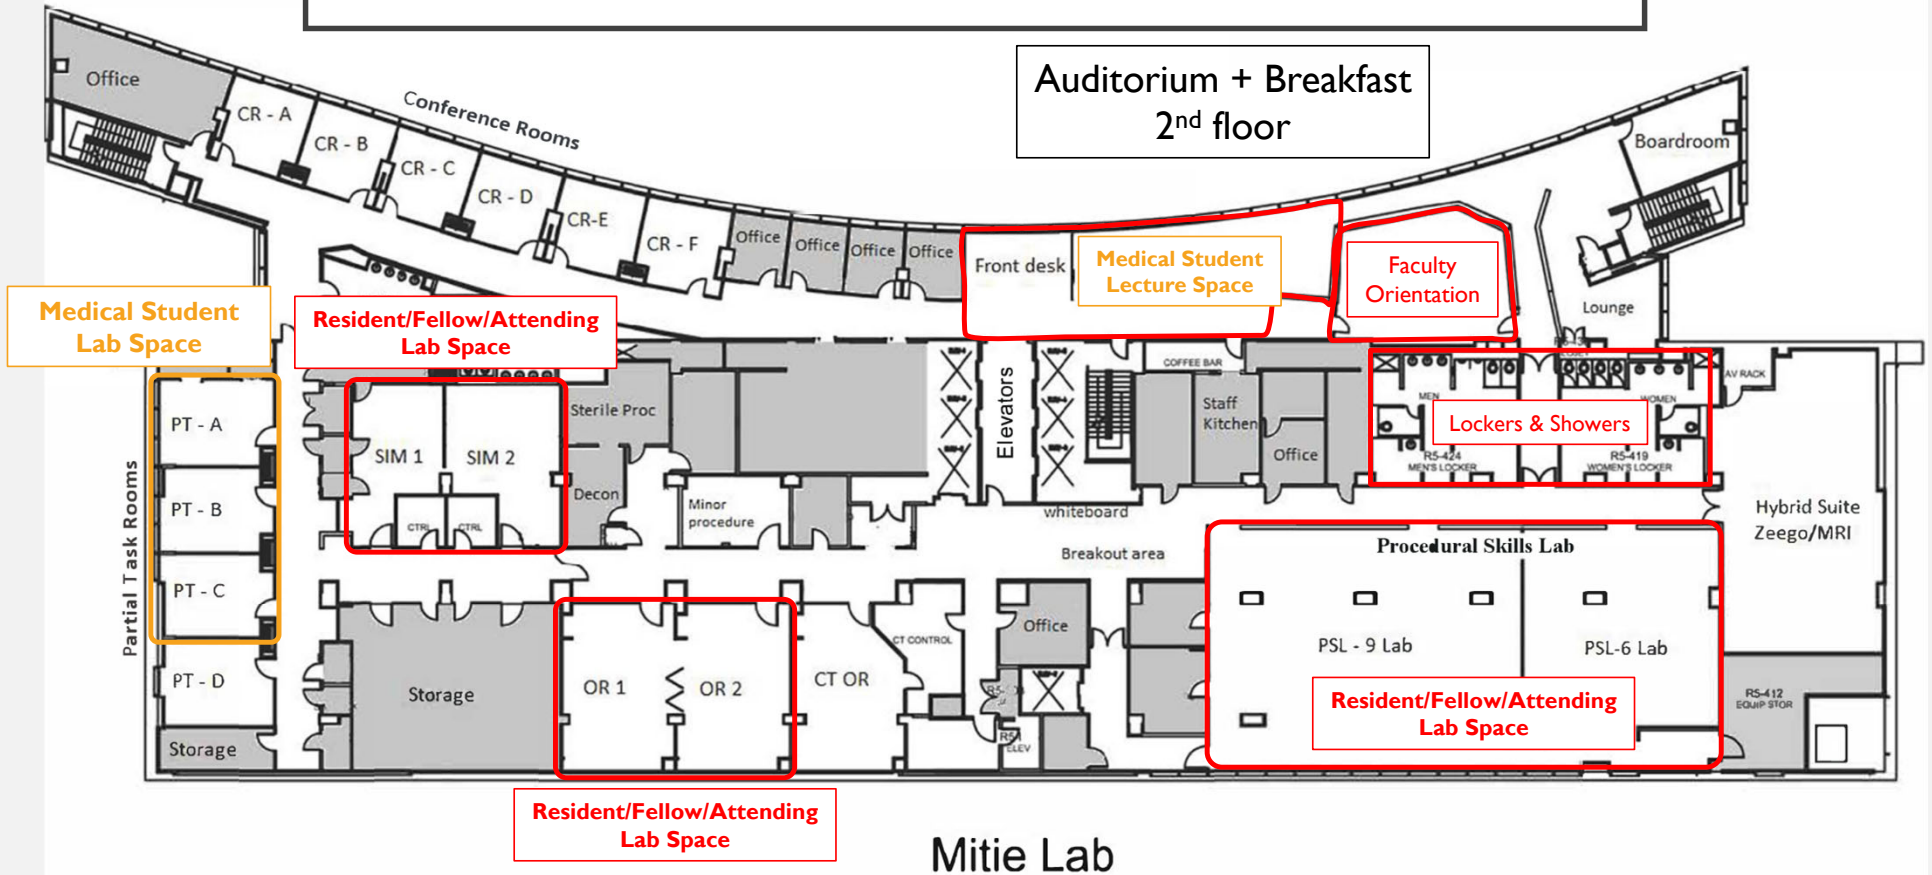 Auditorium + Breakfast
2nd floor
Office
CR - A
CR - B
CR - C
CR - D
CR-E
CR - F
Conference Rooms
Office
Office
Office
Office
Front desk
Medical Student
Lecture Space
Faculty
Orientation
Boardroom
Lounge
Medical Student
Lab Space
Resident/Fellow/Attending
Lab Space
Partial Task Rooms
PT - A
PT - B
PT - C
PT - D
Storage
SIM 1
SIM 2
CTRL
CTRL
Sterile Proc
Decon
Minor
procedure
Elevators
COFFEE BAR
Staff
Kitchen
Office
MEN
WOMEN
Lockers & Showers
R5-424
MEN'S LOCKER
R5-419
WOMEN'S LOCKER
AV RACK
Hybrid Suite
Zeego/MRI
whiteboard
Breakout area
Procedural Skills Lab
PSL - 9 Lab
PSL-6 Lab
Resident/Fellow/Attending
Lab Space
R5-412
EQUIP STOR
Storage
OR 1
OR 2
CT OR
CT CONTROL
Office
ELEV
Resident/Fellow/Attending
Lab Space
Mitie Lab